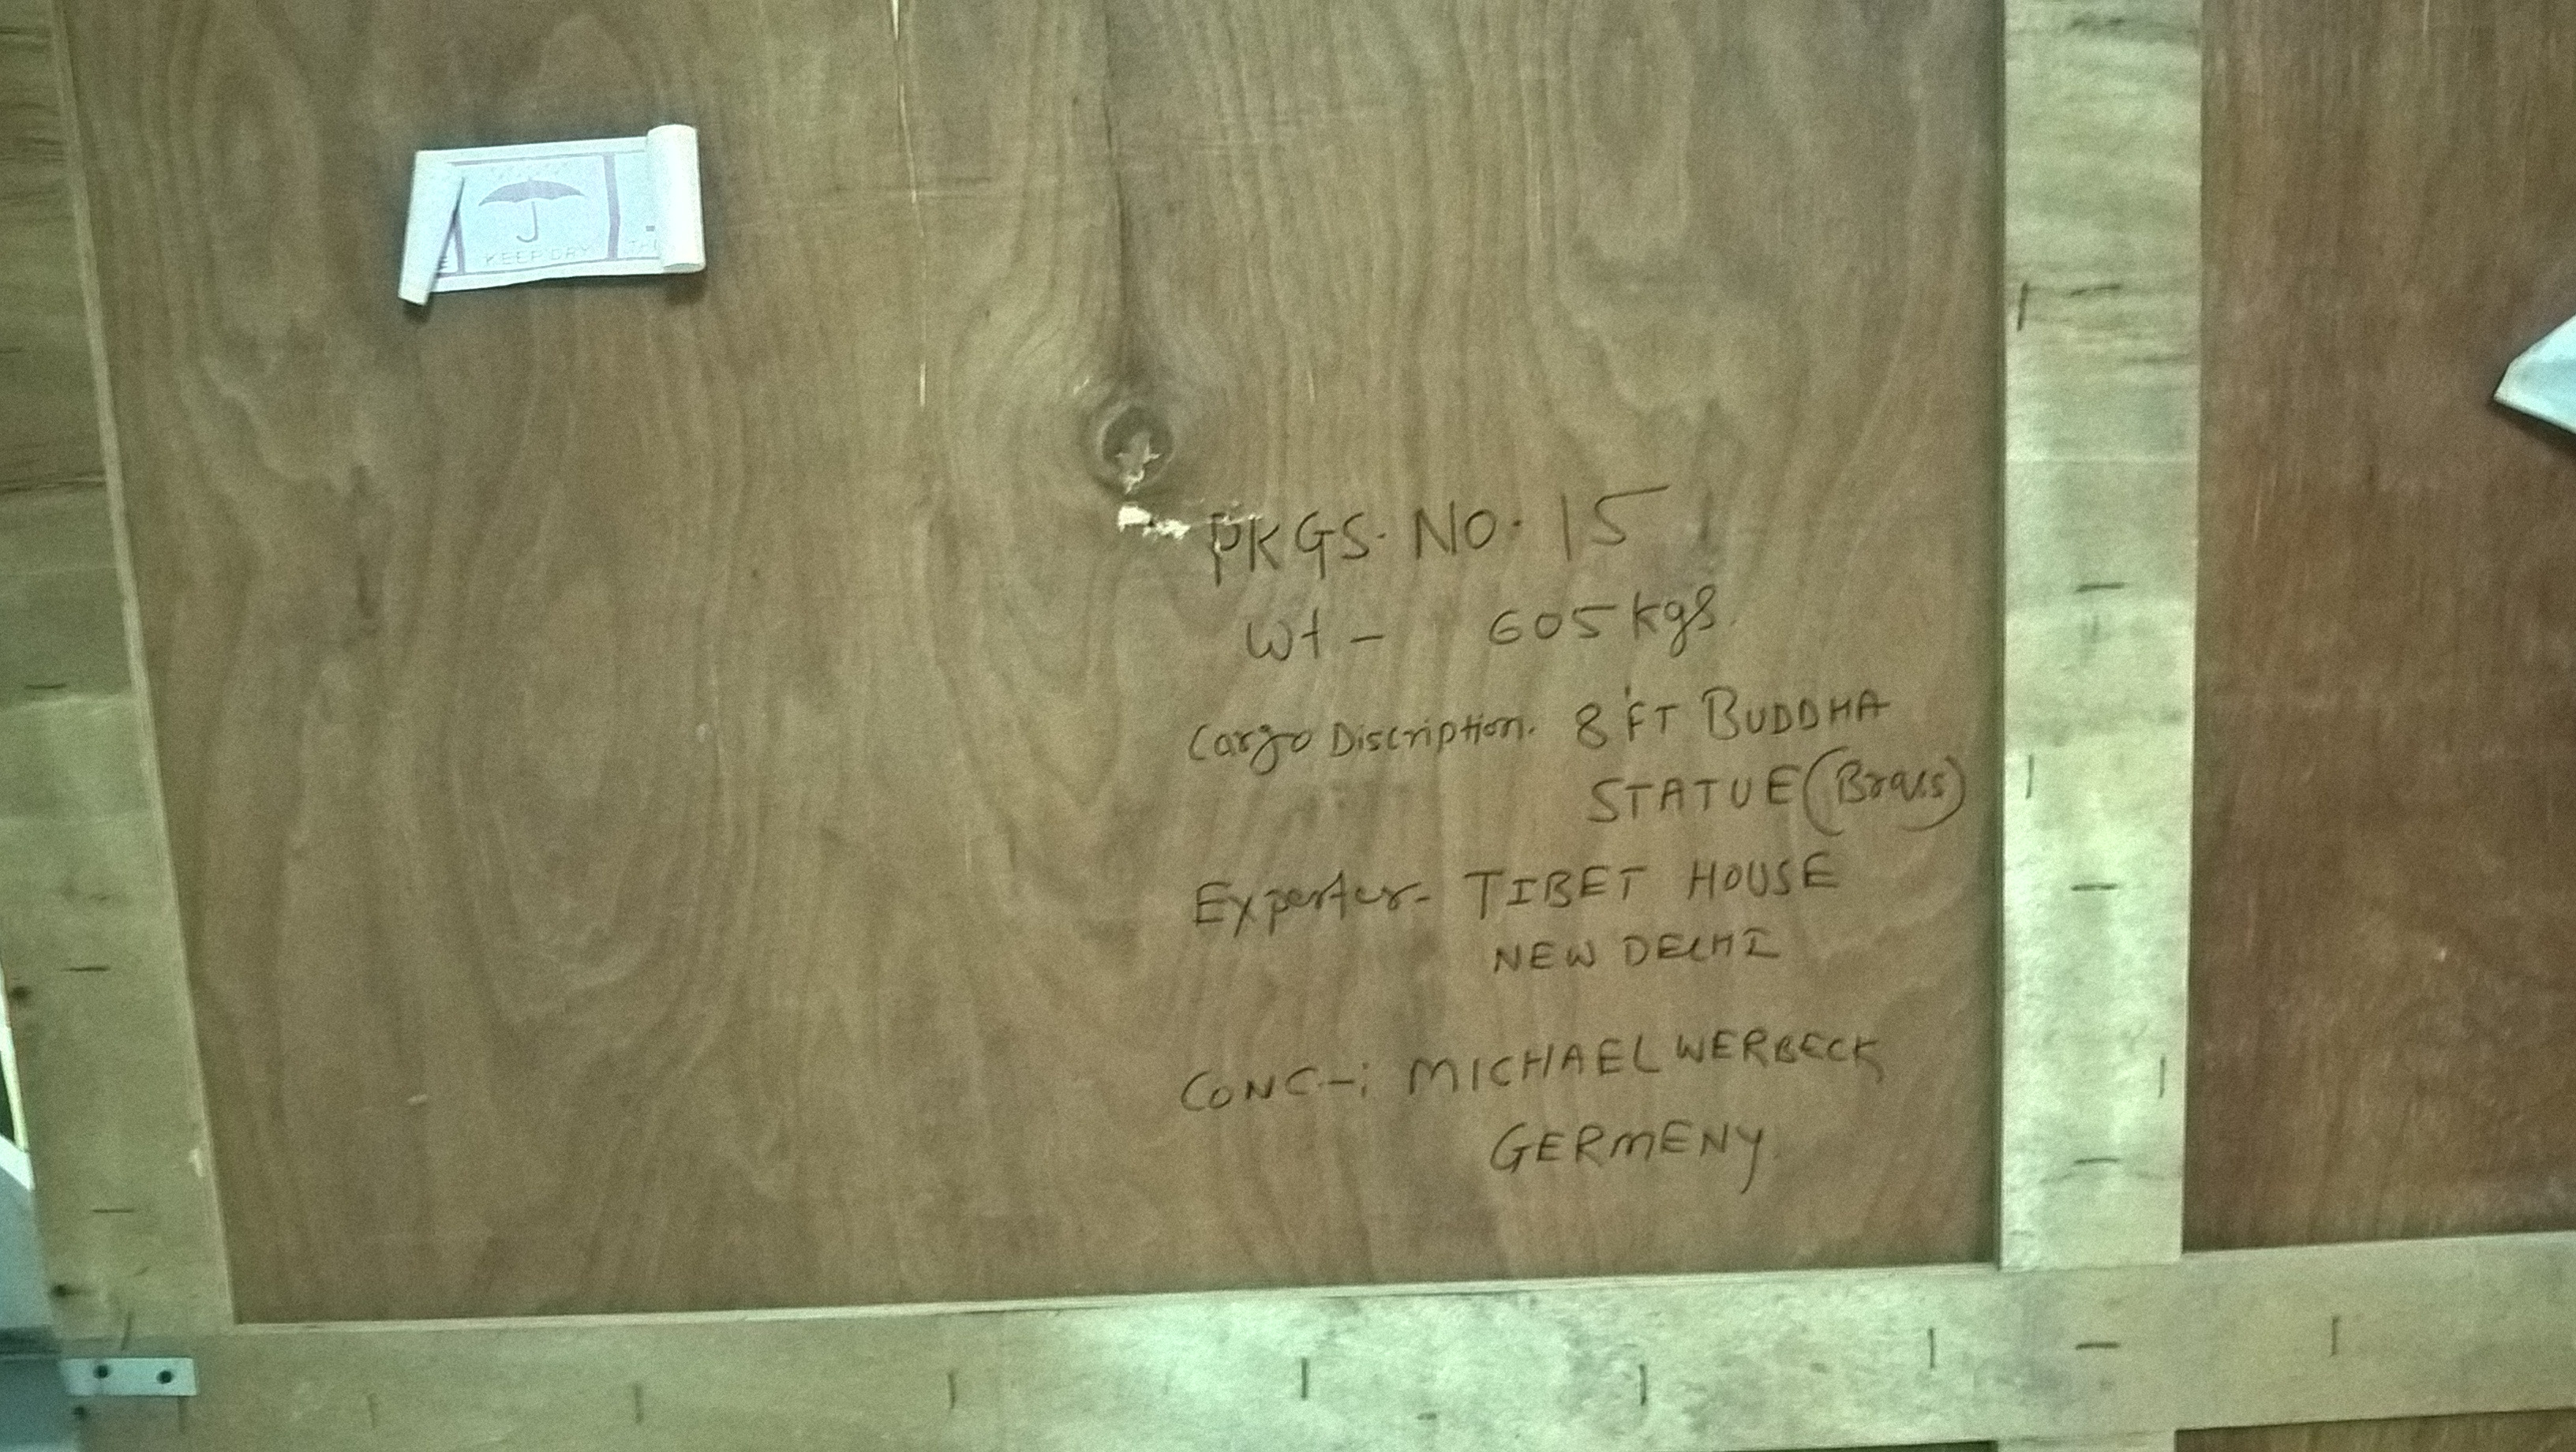 KEEP DRY
PKGS. NO. 15
Wt - 605 kgs.
Cargo Discription. 8'FT BUDDHA
STATUE (Brass)
Exporter- TIBET HOUSE
NEW DELHI
CONC-: MICHAEL WERBECK
GERMENY.